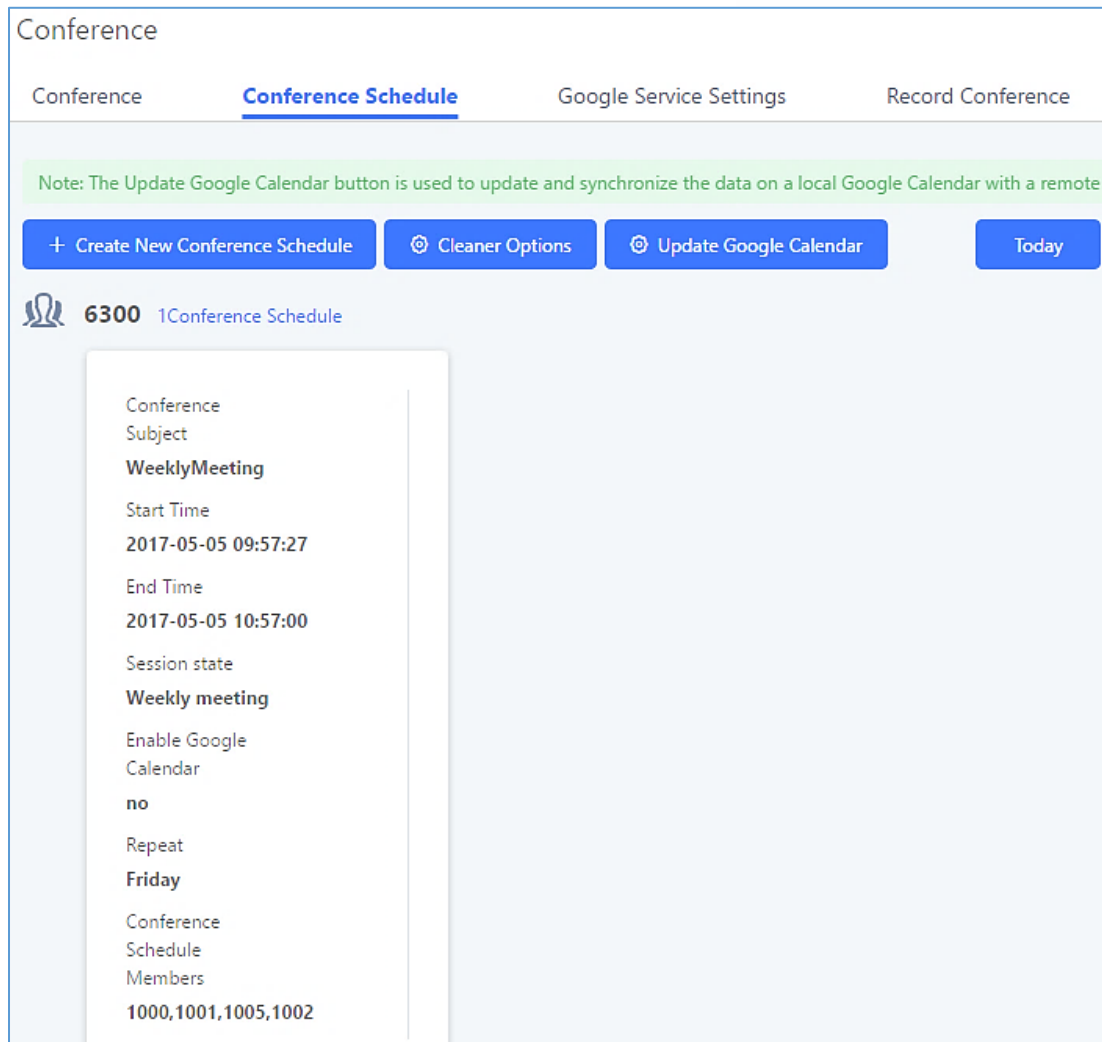 Conference
Conference Conference Schedule Google Service Settings Record Conference
Note: The Update Google Calendar button is used to update and synchronize the data on a local Google Calendar with a remote
+ Create New Conference Schedule Cleaner Options Update Google Calendar Today
6300 1Conference Schedule
Conference
Subject
WeeklyMeeting
Start Time
2017-05-05 09:57:27
End Time
2017-05-05 10:57:00
Session state
Weekly meeting
Enable Google
Calendar
no
Repeat
Friday
Conference
Schedule
Members
1000,1001,1005,1002